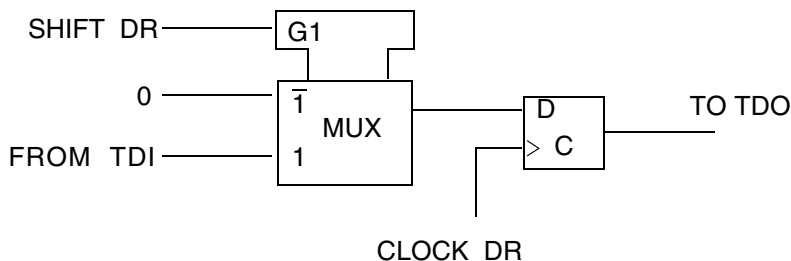 SHIFT DR
G1
0
1̅
MUX
D
TO TDO
FROM TDI
1
C
CLOCK DR